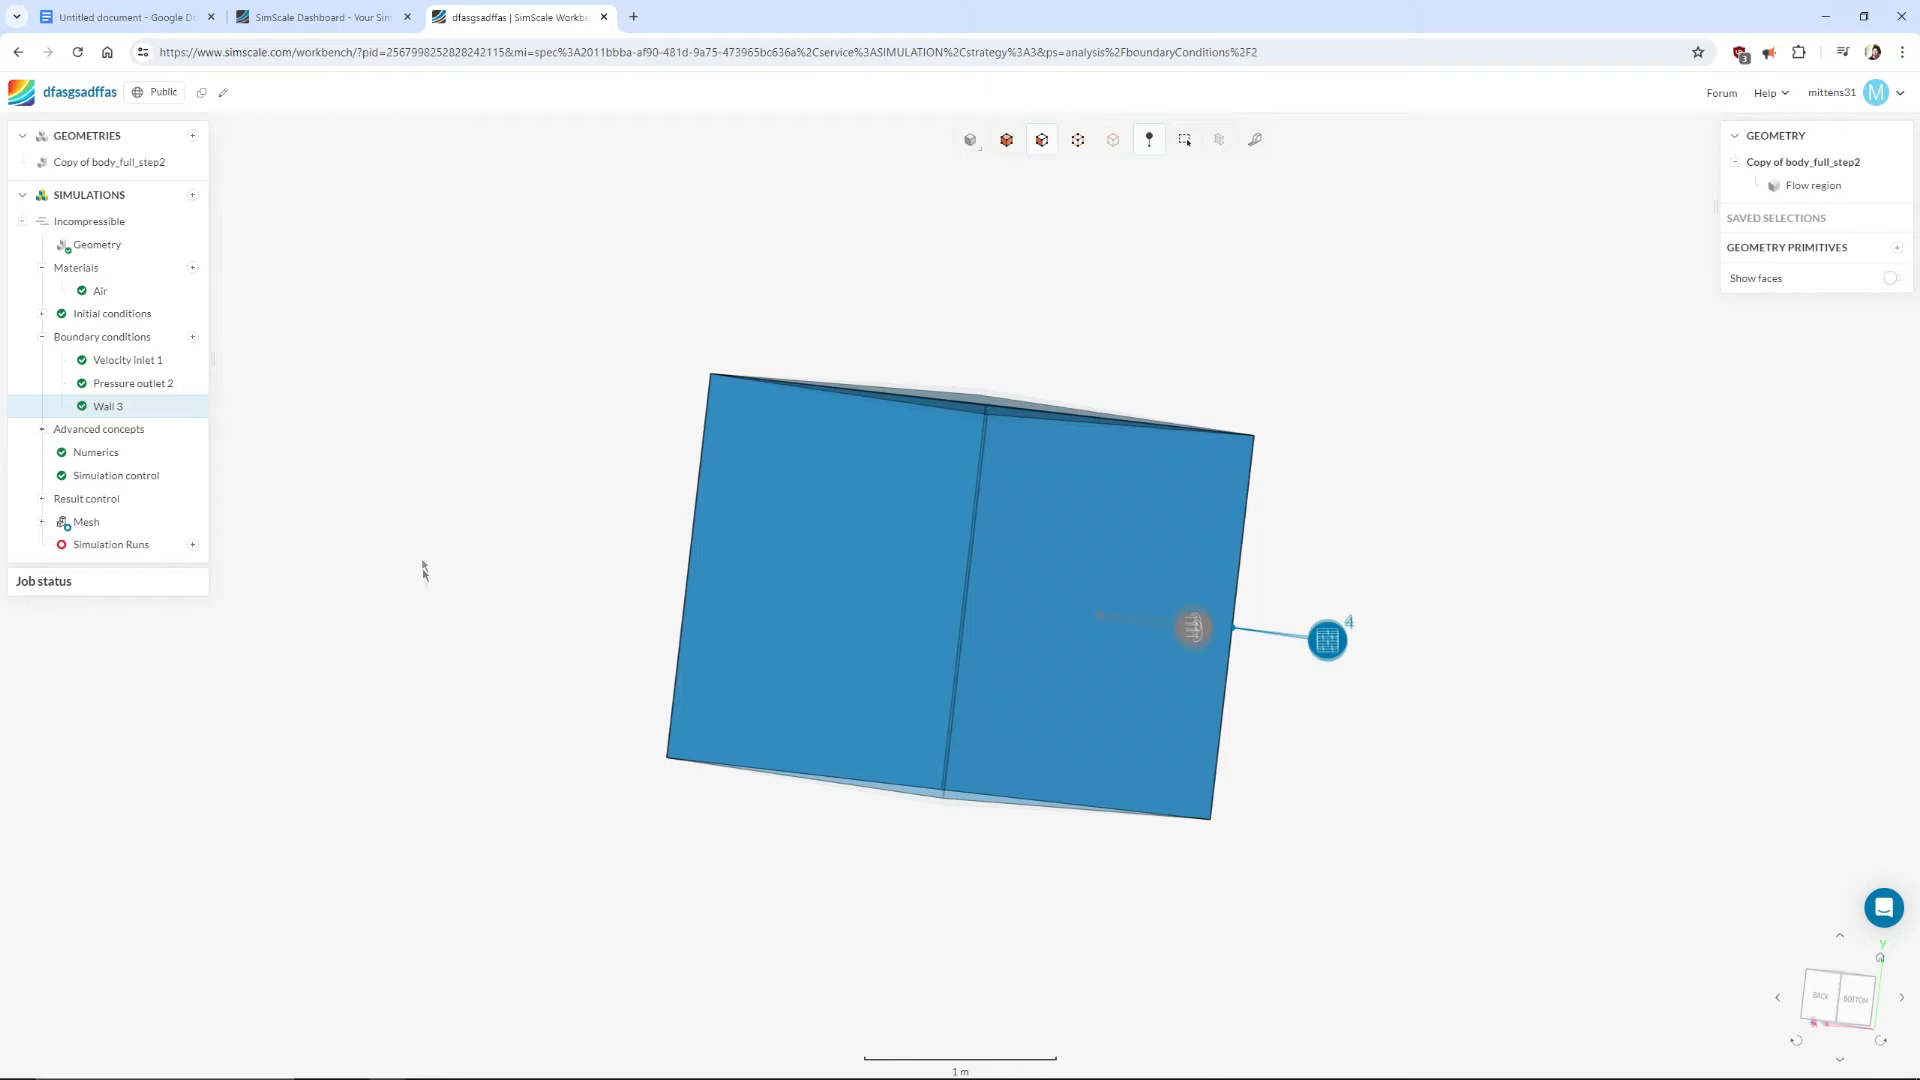 Untitled document - Google Do
SimScale Dashboard - Your Sim
dfasgsadffas | SimScale Workbe
https://www.simscale.com/workbench/?pid=2567998252828242115&mi=spec%3A2011bbba-af90-481d-9a75-473965bc636a%2Cservice%3ASIMULATION%2Cstrategy%3A3&ps=analysis%2FboundaryConditions%2F2
3
dfasgsadffas
Public
Forum
Help
mittens31
M
GEOMETRIES
Copy of body_full_step2
SIMULATIONS
Incompressible
Geometry
Materials
Air
Initial conditions
Boundary conditions
Velocity inlet 1
Pressure outlet 2
Wall 3
Advanced concepts
Numerics
Simulation control
Result control
Mesh
Simulation Runs
Job status
GEOMETRY
Copy of body_full_step2
Flow region
SAVED SELECTIONS
GEOMETRY PRIMITIVES
Show faces
4
y
BACK
BOTTOM
1 m